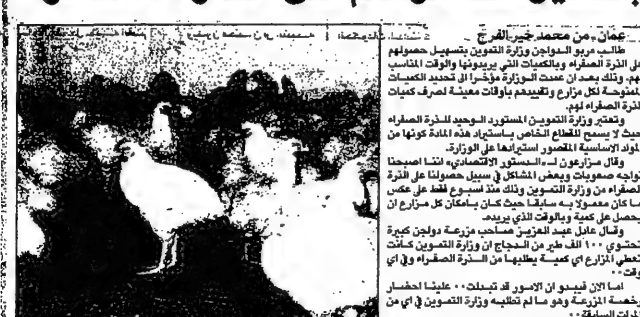 عمان - من محمد خير الفرح
طالب مربو الدواجن وزارة التموين بتسهيل حصولهم
على الذرة الصفراء وبالكميات التي يريدونها والوقت المناسب
لهم. وذلك بعد ان عمدت الوزارة مؤخرا الى تحديد الكميات
الممنوحة لكل مزارع وتقييدهم باوقات معينة لصرف كميات
الذرة الصفراء لهم.
وتعتبر وزارة التموين المستورد الوحيد للذرة الصفراء
حيث لا يسمح للقطاع الخاص باستيراد هذه المادة كونها من
المواد الاساسية المقصور استيرادها على الوزارة.
وقال مزارعون لـ «الدستور الاقتصادي» اننا اصبحنا
نواجه صعوبات وبعض المشاكل في سبيل حصولنا على الذرة
الصفراء من وزارة التموين وذلك منذ اسبوع فقط على عكس
ما كان معمولا به سابقا حيث كان بامكان كل مزارع ان
يحصل على كمية وبالوقت الذي يريده.
وقال عادل عبد العزيز صاحب مزرعة دواجن كبيرة
تحتوي ١٠٠ الف طير من الدجاج ان وزارة التموين كانت
تعطي المزارع اي كمية يطلبها من الذرة الصفراء وفي اي
وقت٠٠
اما الان فيبدو ان الامور قد تبدلت٠٠ علينا احضار
رخصة المزرعة وهو ما لم تطلبه وزارة التموين في اي من
المرات السابقة٠٠